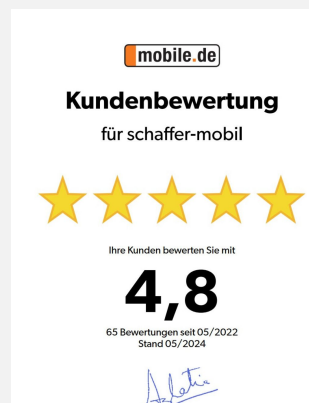 mobile.de
Kundenbewertung
für schaffer-mobil
Ihre Kunden bewerten Sie mit
4,8
65 Bewertungen seit 05/2022
Stand 05/2024